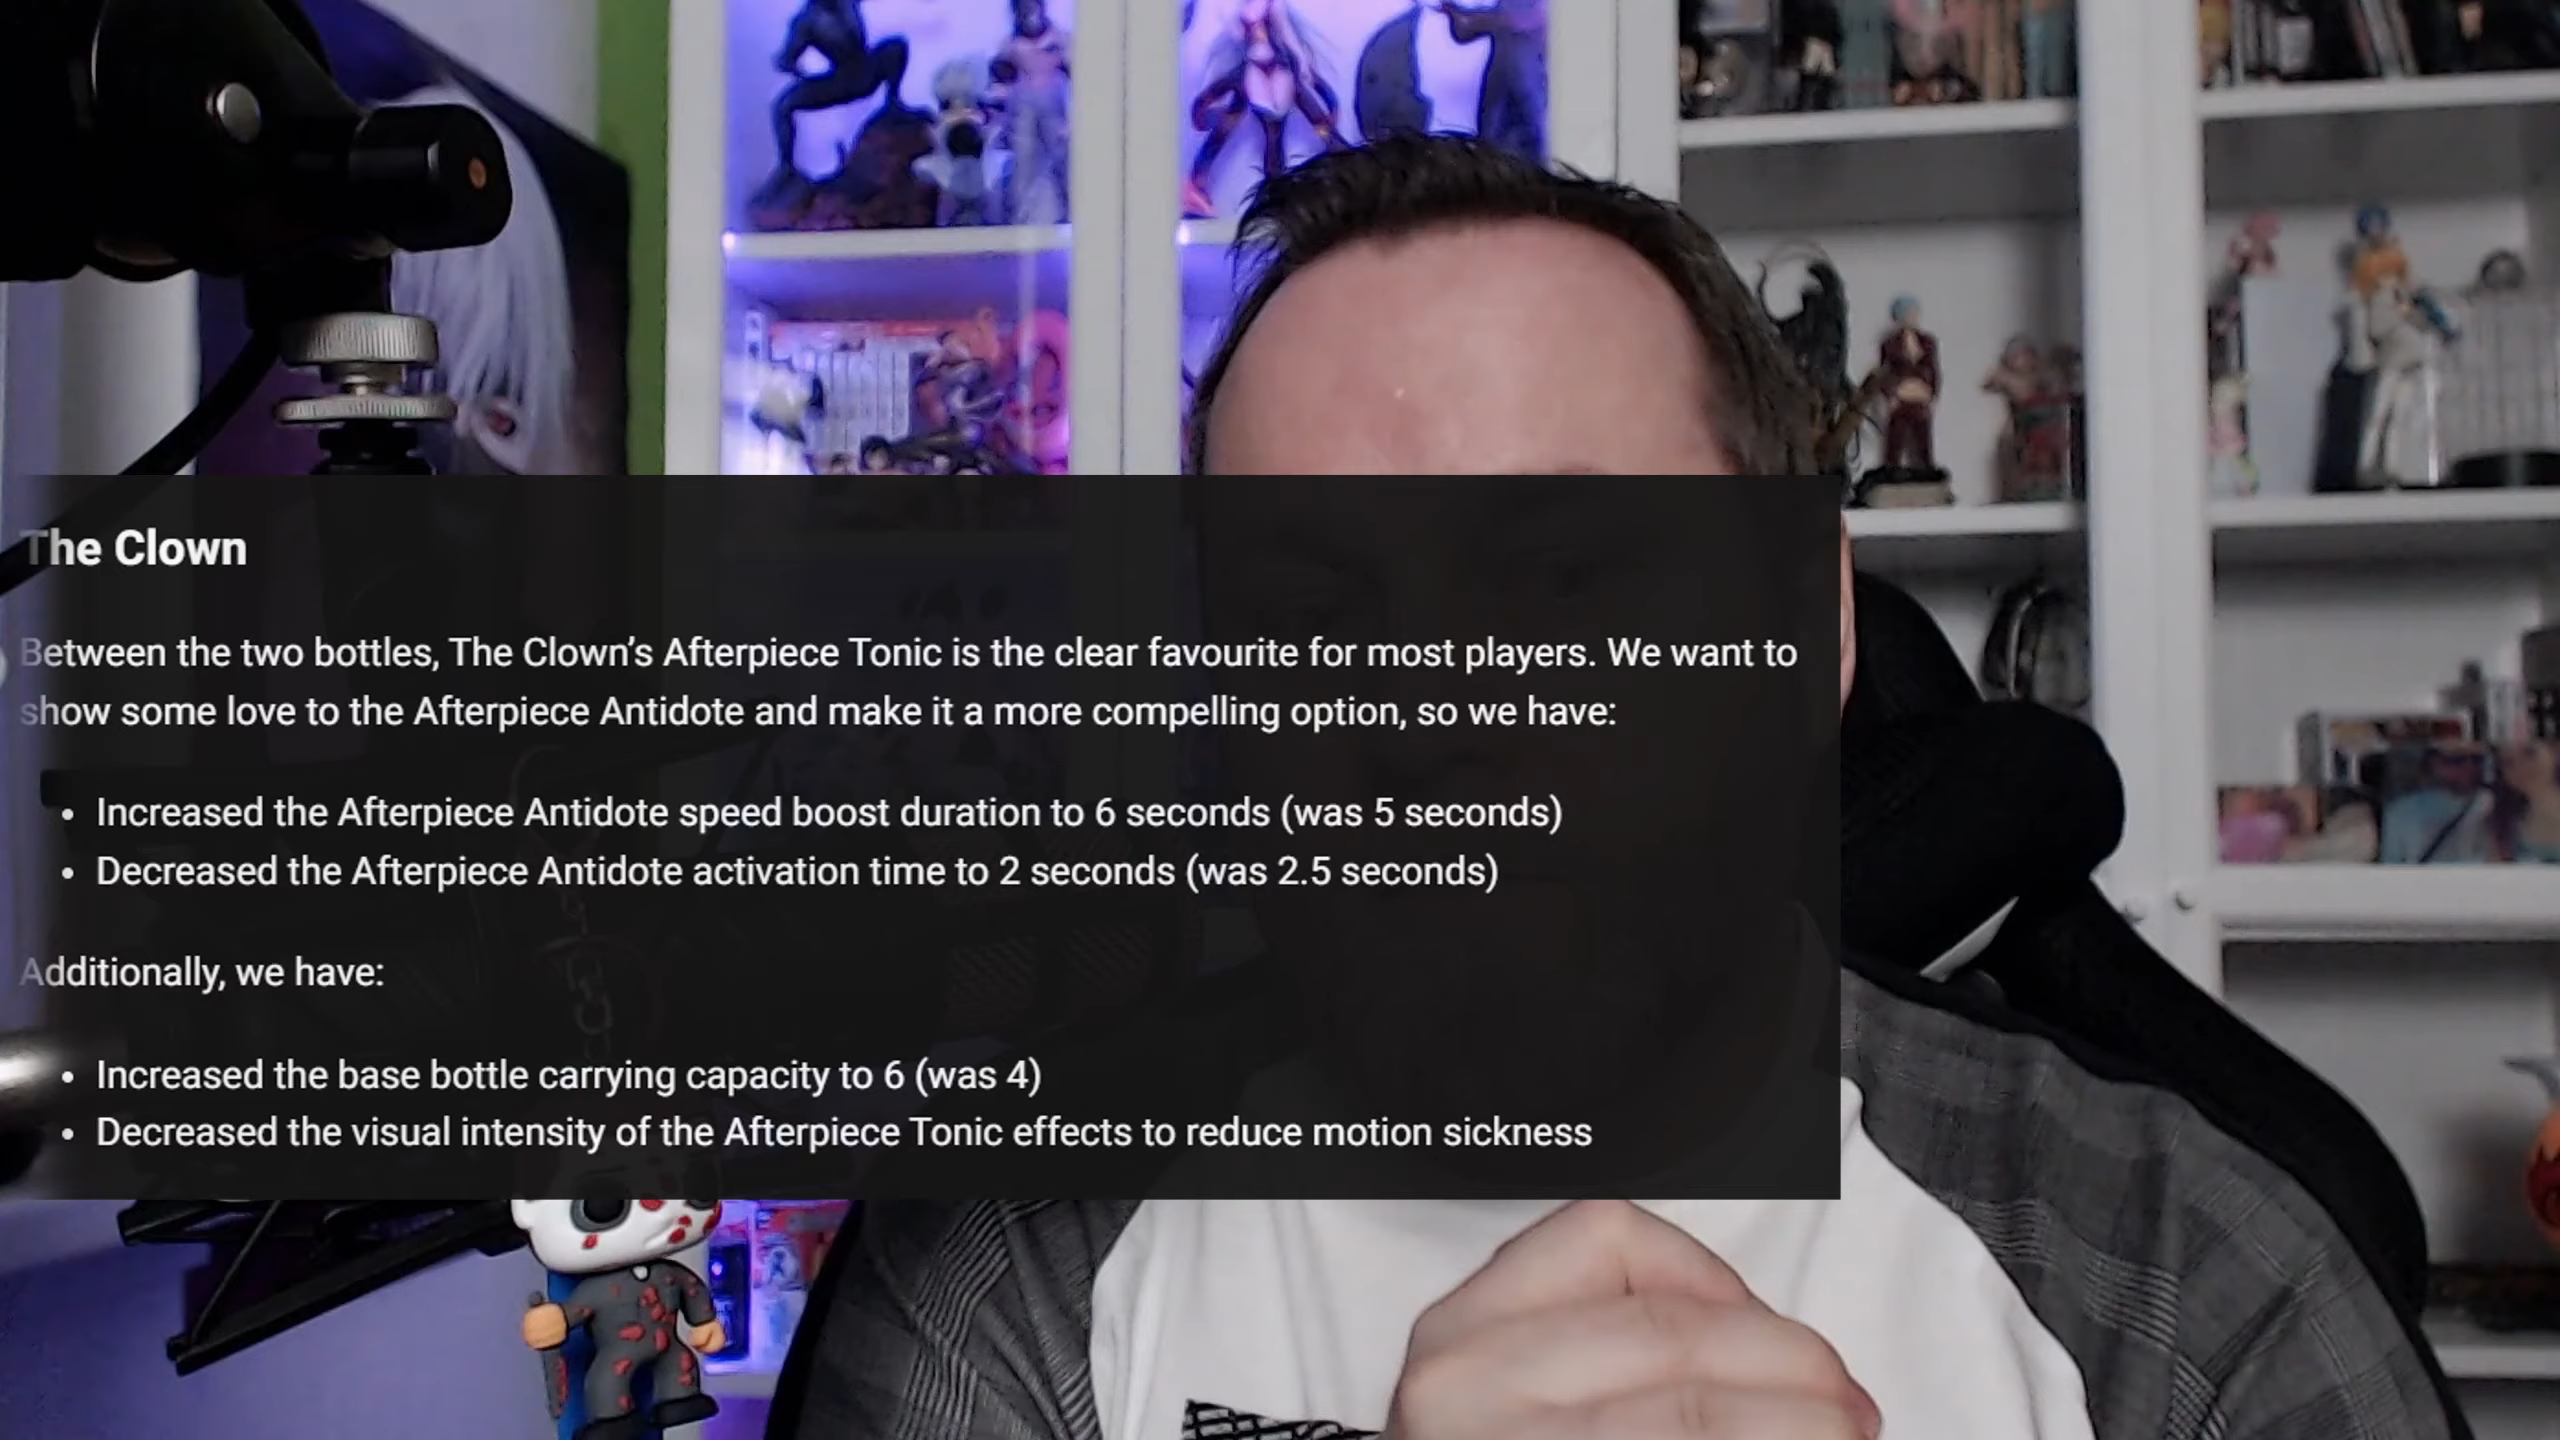 The Clown
Between the two bottles, The Clown’s Afterpiece Tonic is the clear favourite for most players. We want to
show some love to the Afterpiece Antidote and make it a more compelling option, so we have:
• Increased the Afterpiece Antidote speed boost duration to 6 seconds (was 5 seconds)
• Decreased the Afterpiece Antidote activation time to 2 seconds (was 2.5 seconds)
Additionally, we have:
• Increased the base bottle carrying capacity to 6 (was 4)
• Decreased the visual intensity of the Afterpiece Tonic effects to reduce motion sickness